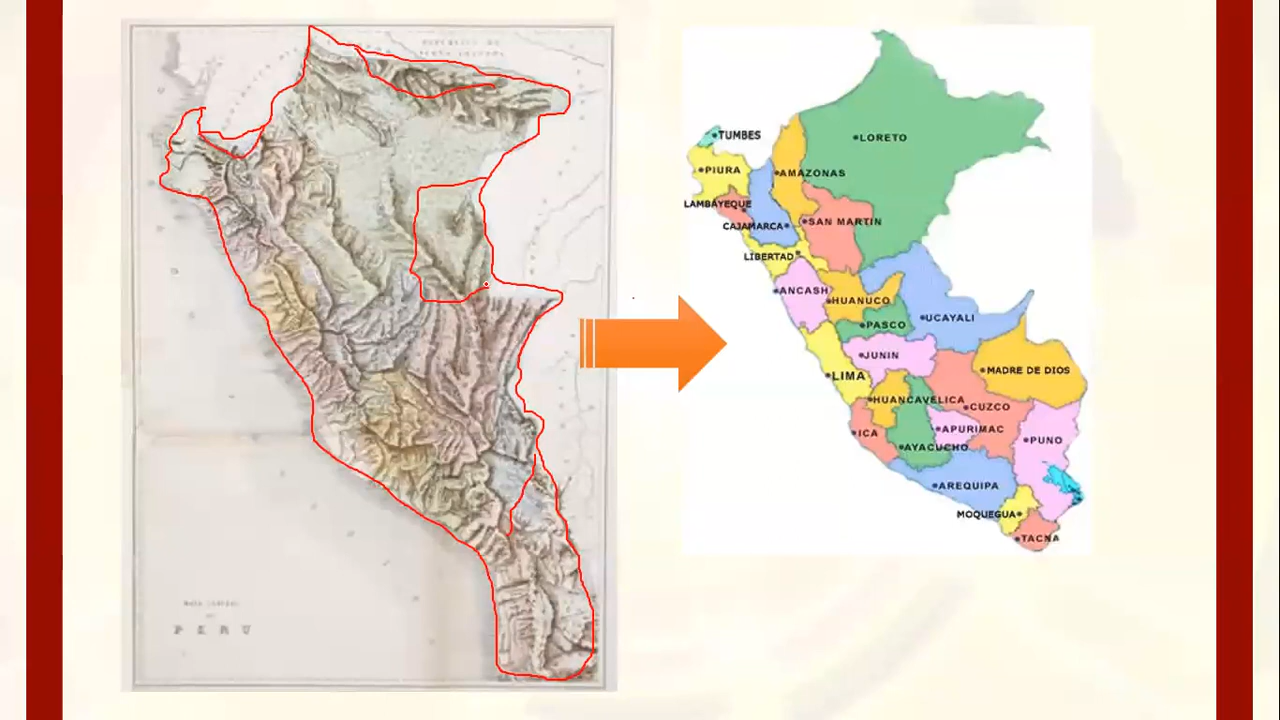 P E R U
TUMBES
LORETO
PIURA
AMAZONAS
LAMBAYEQUE
SAN MARTIN
CAJAMARCA
LIBERTAD
ANCASH
HUANUCO
UCAYALI
PASCO
JUNIN
MADRE DE DIOS
LIMA
HUANCAVELICA
CUZCO
ICA
APURIMAC
AYACUCHO
PUNO
AREQUIPA
MOQUEGUA
TACNA